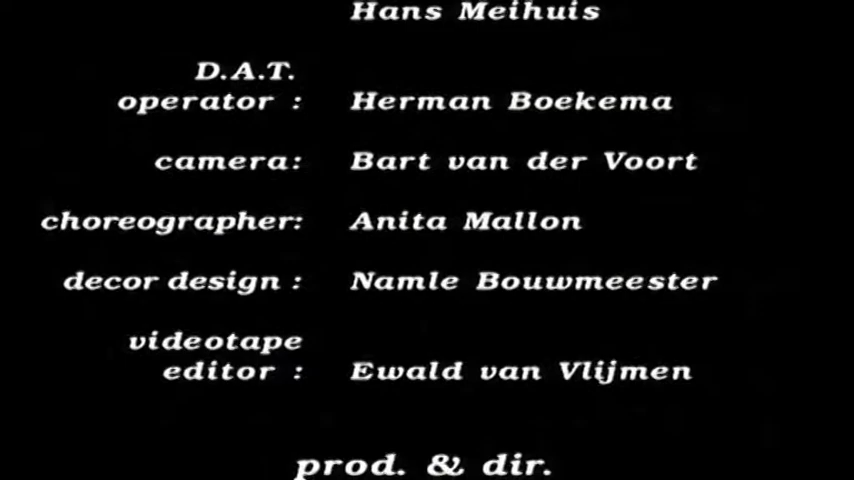 Hans Meihuis
D.A.T.
operator : Herman Boekema
camera: Bart van der Voort
choreographer: Anita Mallon
decor design : Namle Bouwmeester
videotape
editor : Ewald van Vlijmen
prod. & dir.